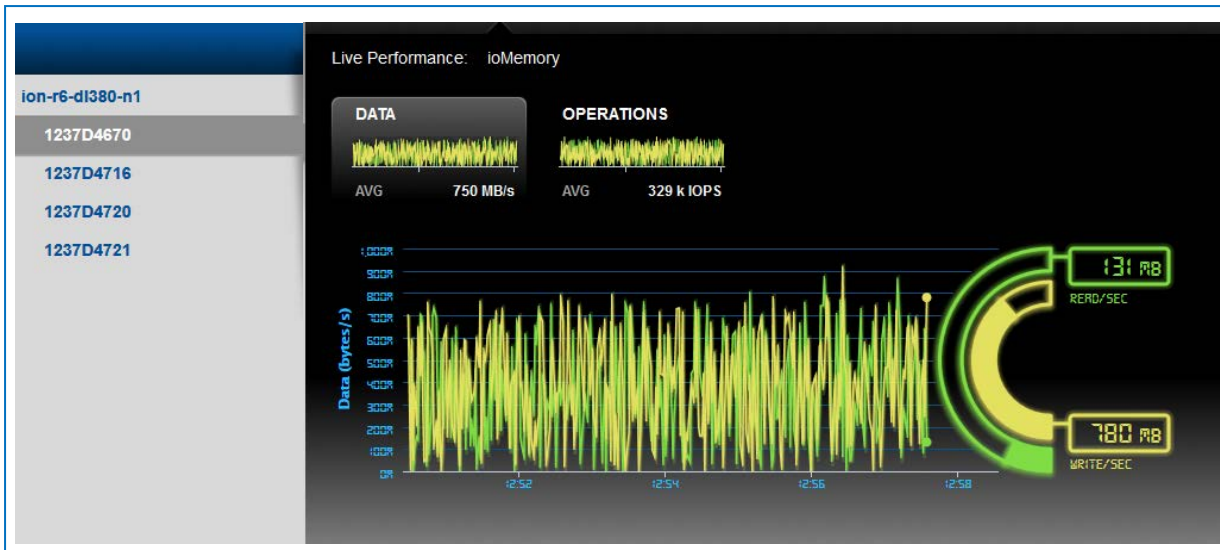 Live Performance: ioMemory
ion-r6-dl380-n1
1237D4670
1237D4716
1237D4720
1237D4721
DATA
AVG 750 MB/s
OPERATIONS
AVG 329 k IOPS
Data (bytes/s)
1,000M
900M
800M
700M
600M
500M
400M
300M
200M
100M
0M
12:52 12:54 12:56 12:58
131 MB
READ/SEC
780 MB
WRITE/SEC